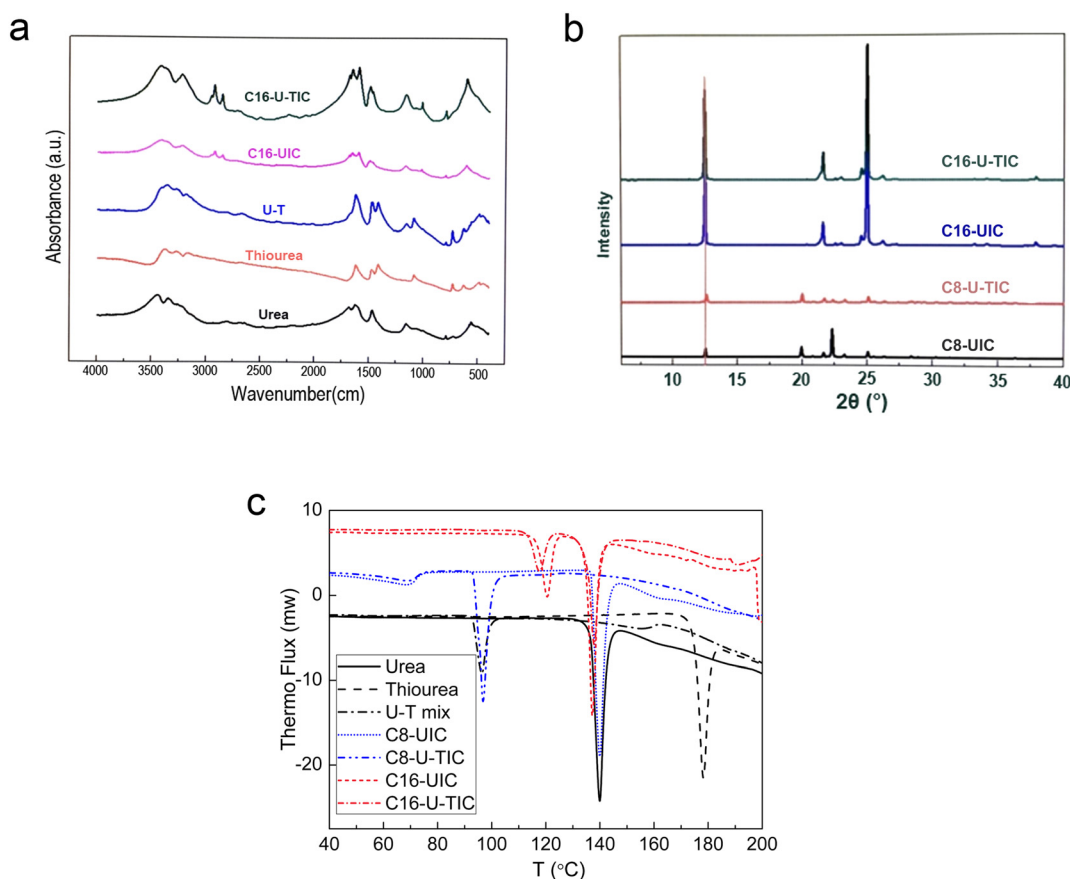 a
C16-U-TIC
C16-UIC
U-T
Thiourea
Urea
Absorbance (a.u.)
4000 3500 3000 2500 2000 1500 1000 500
Wavenumber(cm)
b
C16-U-TIC
C16-UIC
C8-U-TIC
C8-UIC
Intensity
10 15 20 25 30 35 40
2θ (°)
c
10
0
-10
-20
Thermo Flux (mw)
Urea
Thiourea
U-T mix
C8-UIC
C8-U-TIC
C16-UIC
C16-U-TIC
40 60 80 100 120 140 160 180 200
T (°C)